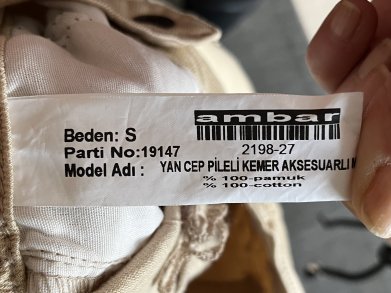 ambar
Beden: S
2198-27
Parti No:19147
Model Adı : YAN CEP PİLELİ KEMER AKSESUARLI
% 100-pamuk
% 100-cotton